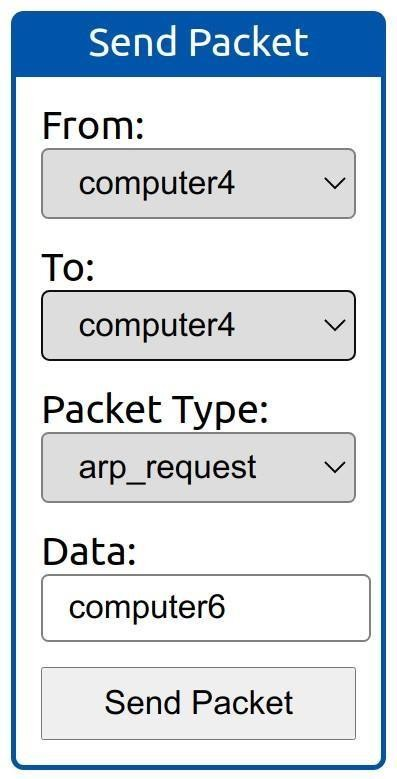 Send Packet
From:
computer4
To:
computer4
Packet Type:
arp_request
Data:
computer6
Send Packet